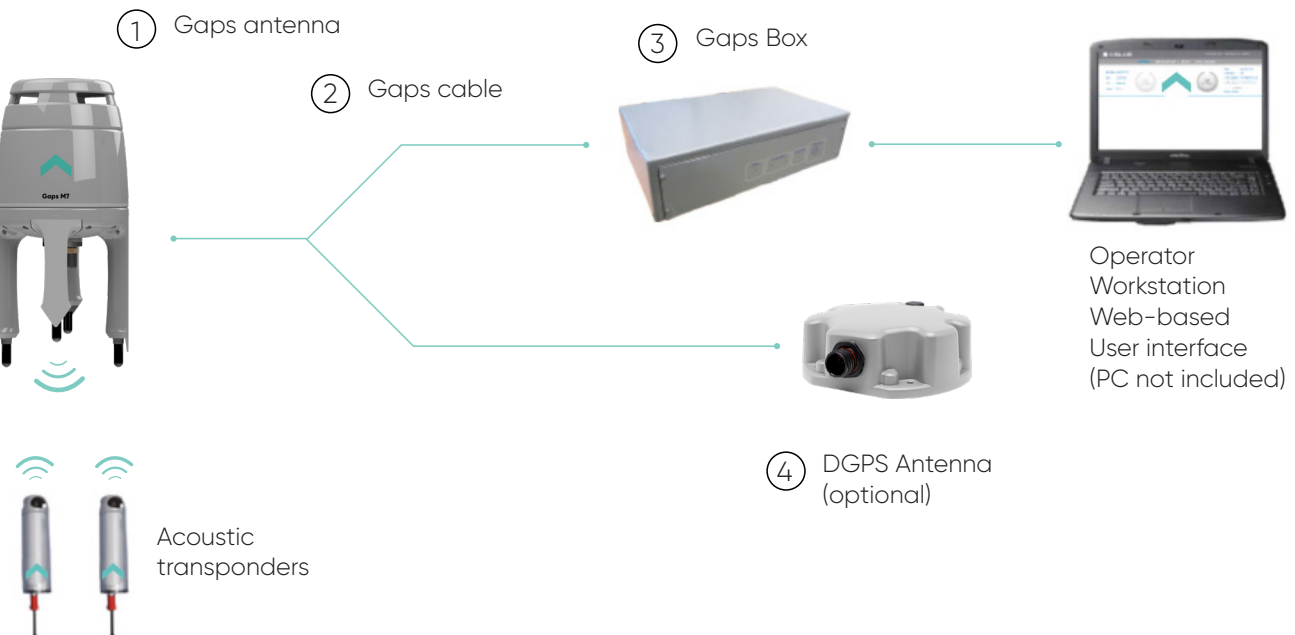 1 Gaps antenna
2 Gaps cable
3 Gaps Box
Gaps M7
Operator
Workstation
Web-based
User interface
(PC not included)
4 DGPS Antenna
(optional)
Acoustic
transponders